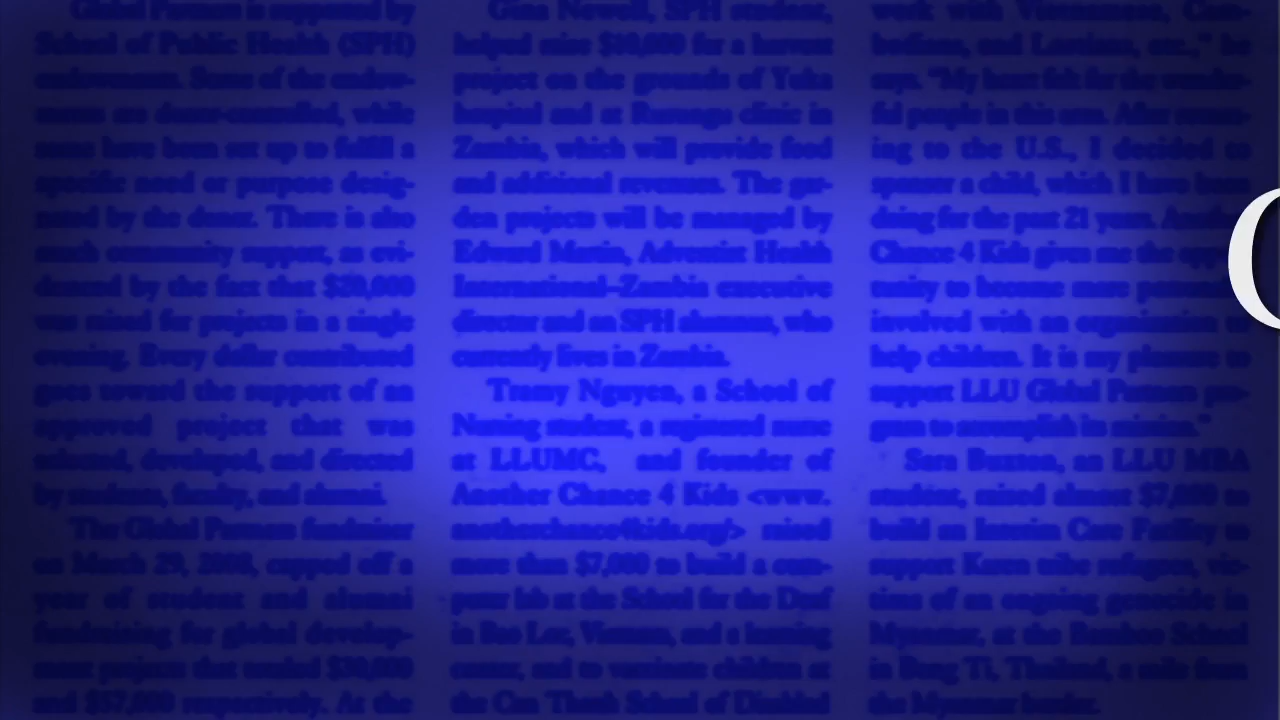 Global Partners is supported by
School of Public Health (SPH)
endowments. Some of the endow-
ments are donor-controlled, while
some have been set up to fulfill a
specific need or purpose desig-
nated by the donor. There is also
much community support, as evi-
denced by the fact that $20,000
was raised for projects in a single
evening. Every dollar contributed
goes toward the support of an
approved project that was
selected, developed, and directed
by students, faculty, and alumni.
The Global Partners fundraiser
on March 29, 2008, capped off a
year of student and alumni
fundraising for global develop-
ment projects that totaled $30,000
and $57,000 respectively. At the
Gina Nowell, SPH student,
helped raise $10,000 for a harvest
project on the grounds of Yuka
hospital and at Rusangu clinic in
Zambia, which will provide food
and additional revenues. The gar-
den projects will be managed by
Edward Martin, Adventist Health
International–Zambia executive
director and an SPH alumnus, who
currently lives in Zambia.
Tramy Nguyen, a School of
Nursing student, a registered nurse
at LLUMC, and founder of
Another Chance 4 Kids <www.
anotherchance4kids.org/> raised
more than $7,000 to build a com-
puter lab at the School for the Deaf
in Bao Loc, Vietnam, and a hearing
center, and to vaccinate children at
the Can Thanh School of Disabled
work with Vietnamese, Cam-
bodians, and Laotians, etc.," he
says. "My heart felt for the wonder-
ful people in this area. After return-
ing to the U.S., I decided to
sponsor a child, which I have been
doing for the past 21 years. Another
Chance 4 Kids gives me the oppor-
tunity to become more personally
involved with an organization to
help children. It is my pleasure to
support LLU Global Partners pro-
gram to accomplish its mission."
Sara Buxton, an LLU MBA
student, raised almost $7,000 to
build an Interim Care Facility to
support Karen tribe refugees, vic-
tims of an ongoing genocide in
Myanmar, at the Bamboo School
in Bong Ti, Thailand, a mile from
the Myanmar border.